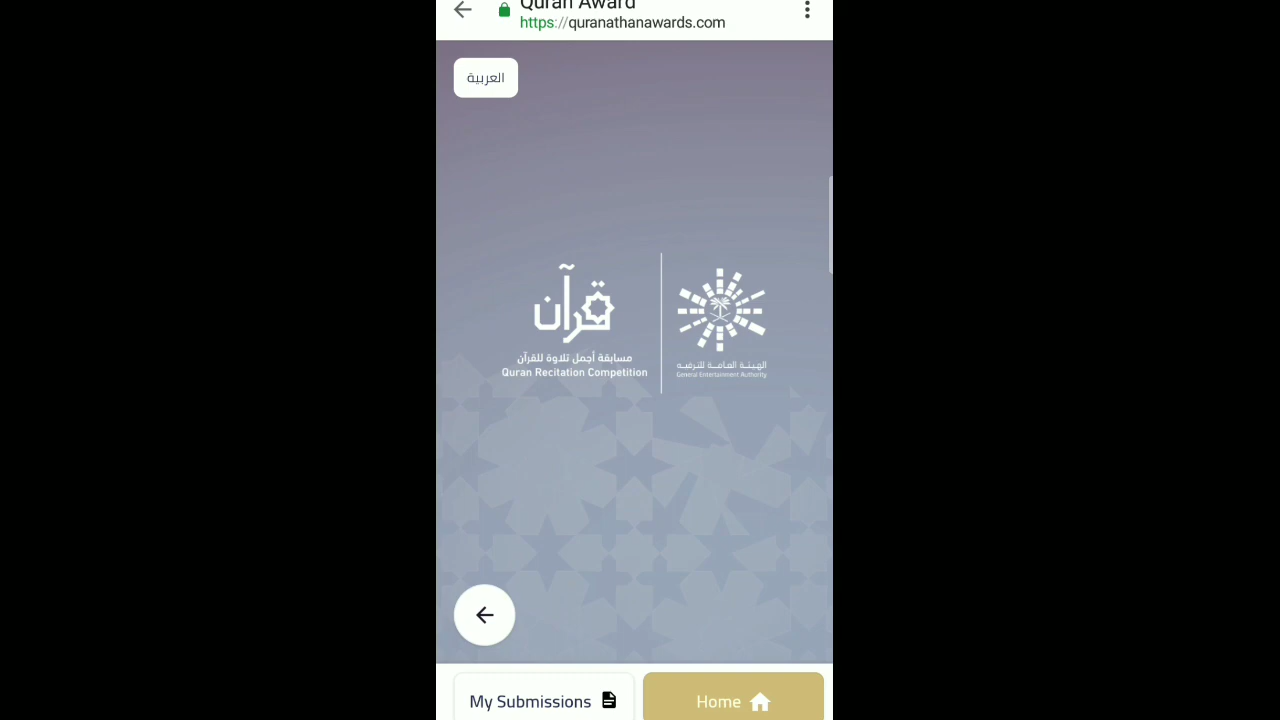 Quran Award
https://quranathanawards.com
العربية
قرآن
مسابقة أجمل تلاوة للقرآن
Quran Recitation Competition
الهيئة العامة للترفيه
General Entertainment Authority
My Submissions
Home